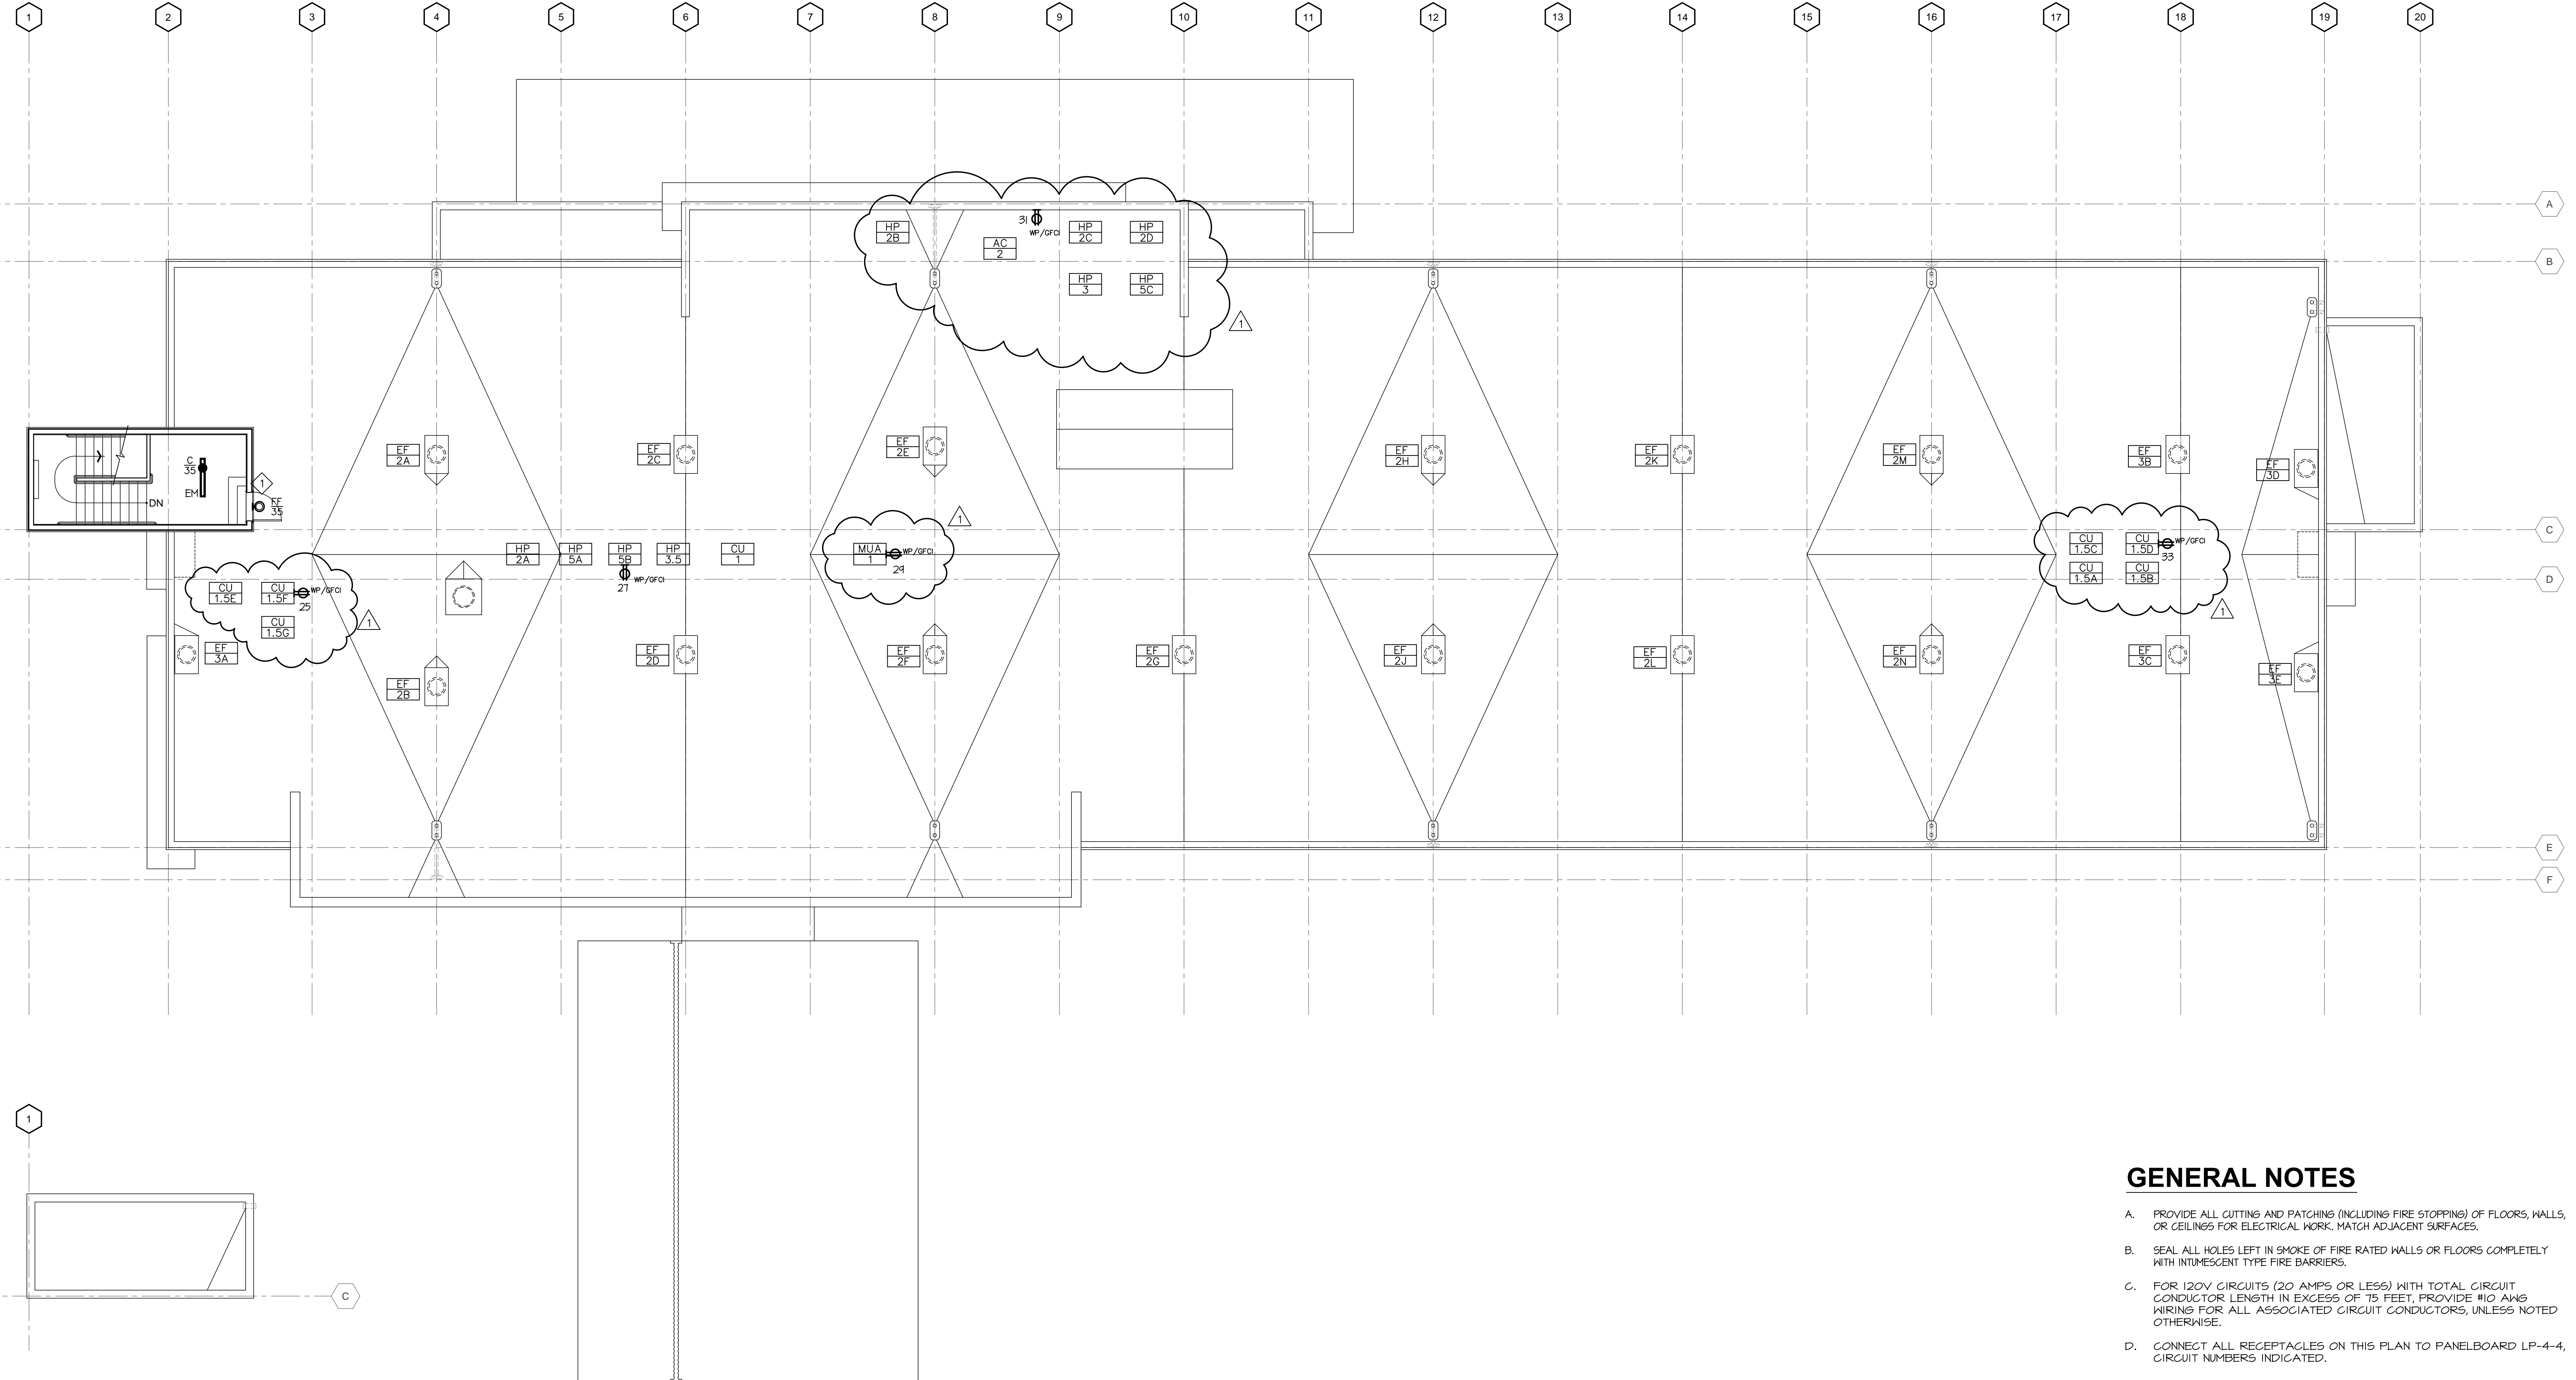 1 2 3 4 5 6 7 8 9 10 11 12 13 14 15 16 17 18 19 20
A
31
WP/GFCI
HP
2B
AC
2
HP
2C
HP
2D
B
HP
3
HP
5C
1
C
35
EM
DN
1
FF
35
EF
2A
EF
2C
EF
2E
EF
2H
EF
2K
EF
2M
EF
3B
EF
3D
C
HP
2A
HP
5A
HP
5B
HP
3.5
CU
1
27
WP/GFCI
MUA
1
WP/GFCI
29
1
CU
1.5C
CU
1.5D
WP/GFCI
33
CU
1.5A
CU
1.5B
1
D
CU
1.5E
CU
1.5F
WP/GFCI
25
CU
1.5G
1
EF
3A
EF
2B
EF
2D
EF
2F
EF
2G
EF
2J
EF
2L
EF
2N
EF
3C
EF
3E
E
F
1
C
GENERAL NOTES
A. PROVIDE ALL CUTTING AND PATCHING (INCLUDING FIRE STOPPING) OF FLOORS, WALLS,
OR CEILINGS FOR ELECTRICAL WORK. MATCH ADJACENT SURFACES.
B. SEAL ALL HOLES LEFT IN SMOKE OF FIRE RATED WALLS OR FLOORS COMPLETELY
WITH INTUMESCENT TYPE FIRE BARRIERS.
C. FOR 120V CIRCUITS (20 AMPS OR LESS) WITH TOTAL CIRCUIT
CONDUCTOR LENGTH IN EXCESS OF 75 FEET, PROVIDE #10 AWG
WIRING FOR ALL ASSOCIATED CIRCUIT CONDUCTORS, UNLESS NOTED
OTHERWISE.
D. CONNECT ALL RECEPTACLES ON THIS PLAN TO PANELBOARD LP-4-4,
CIRCUIT NUMBERS INDICATED.